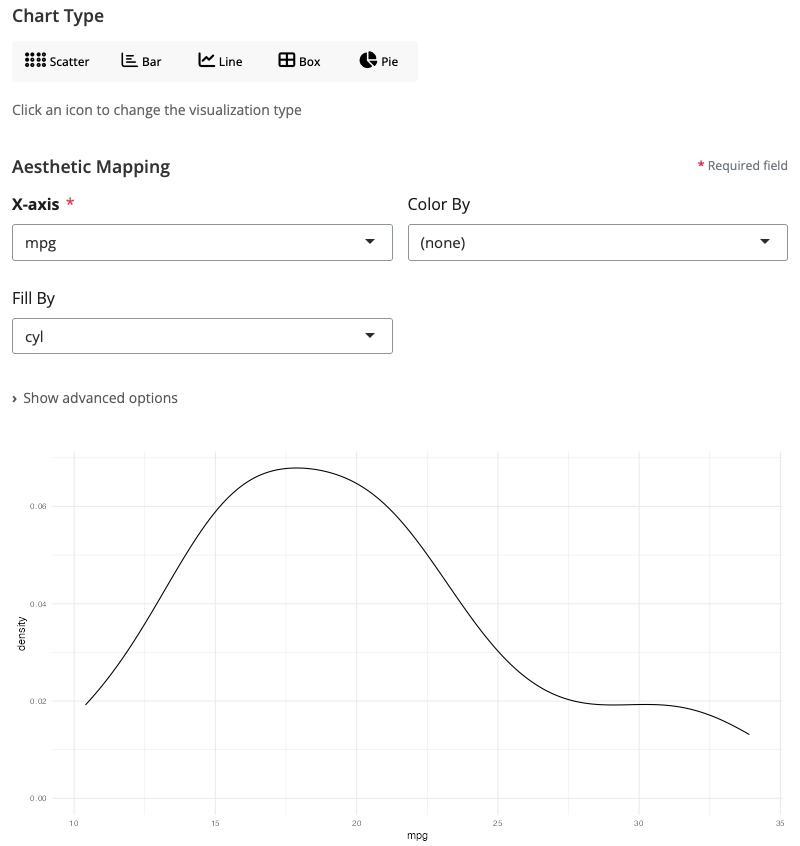 Chart Type
Scatter Bar Line Box Pie
Click an icon to change the visualization type
Aesthetic Mapping * Required field
X-axis * Color By
mpg (none)
Fill By
cyl
› Show advanced options
0.06
0.04
density
0.02
0.00
10 15 20 25 30 35
mpg